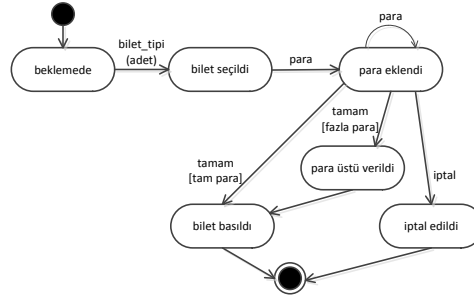 para
bilet_tipi
(adet)
beklemede
bilet seçildi
para
para eklendi
tamam
[fazla para]
tamam
[tam para]
para üstü verildi
iptal
bilet basıldı
iptal edildi